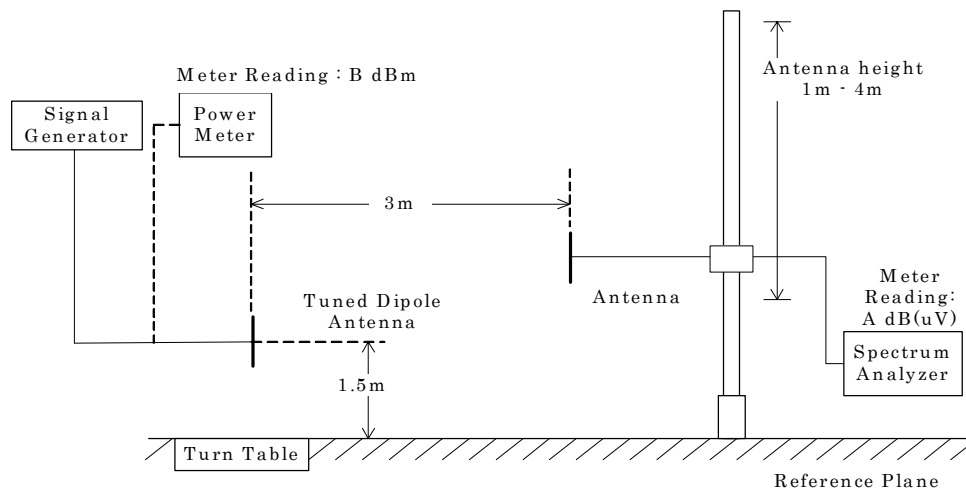 Meter Reading : B dBm
Signal
Generator
Power
Meter
Antenna height
1m - 4m
3m
Antenna
Tuned Dipole
Antenna
Meter
Reading:
A dB(uV)
Spectrum
Analyzer
1.5m
Turn Table
Reference Plane